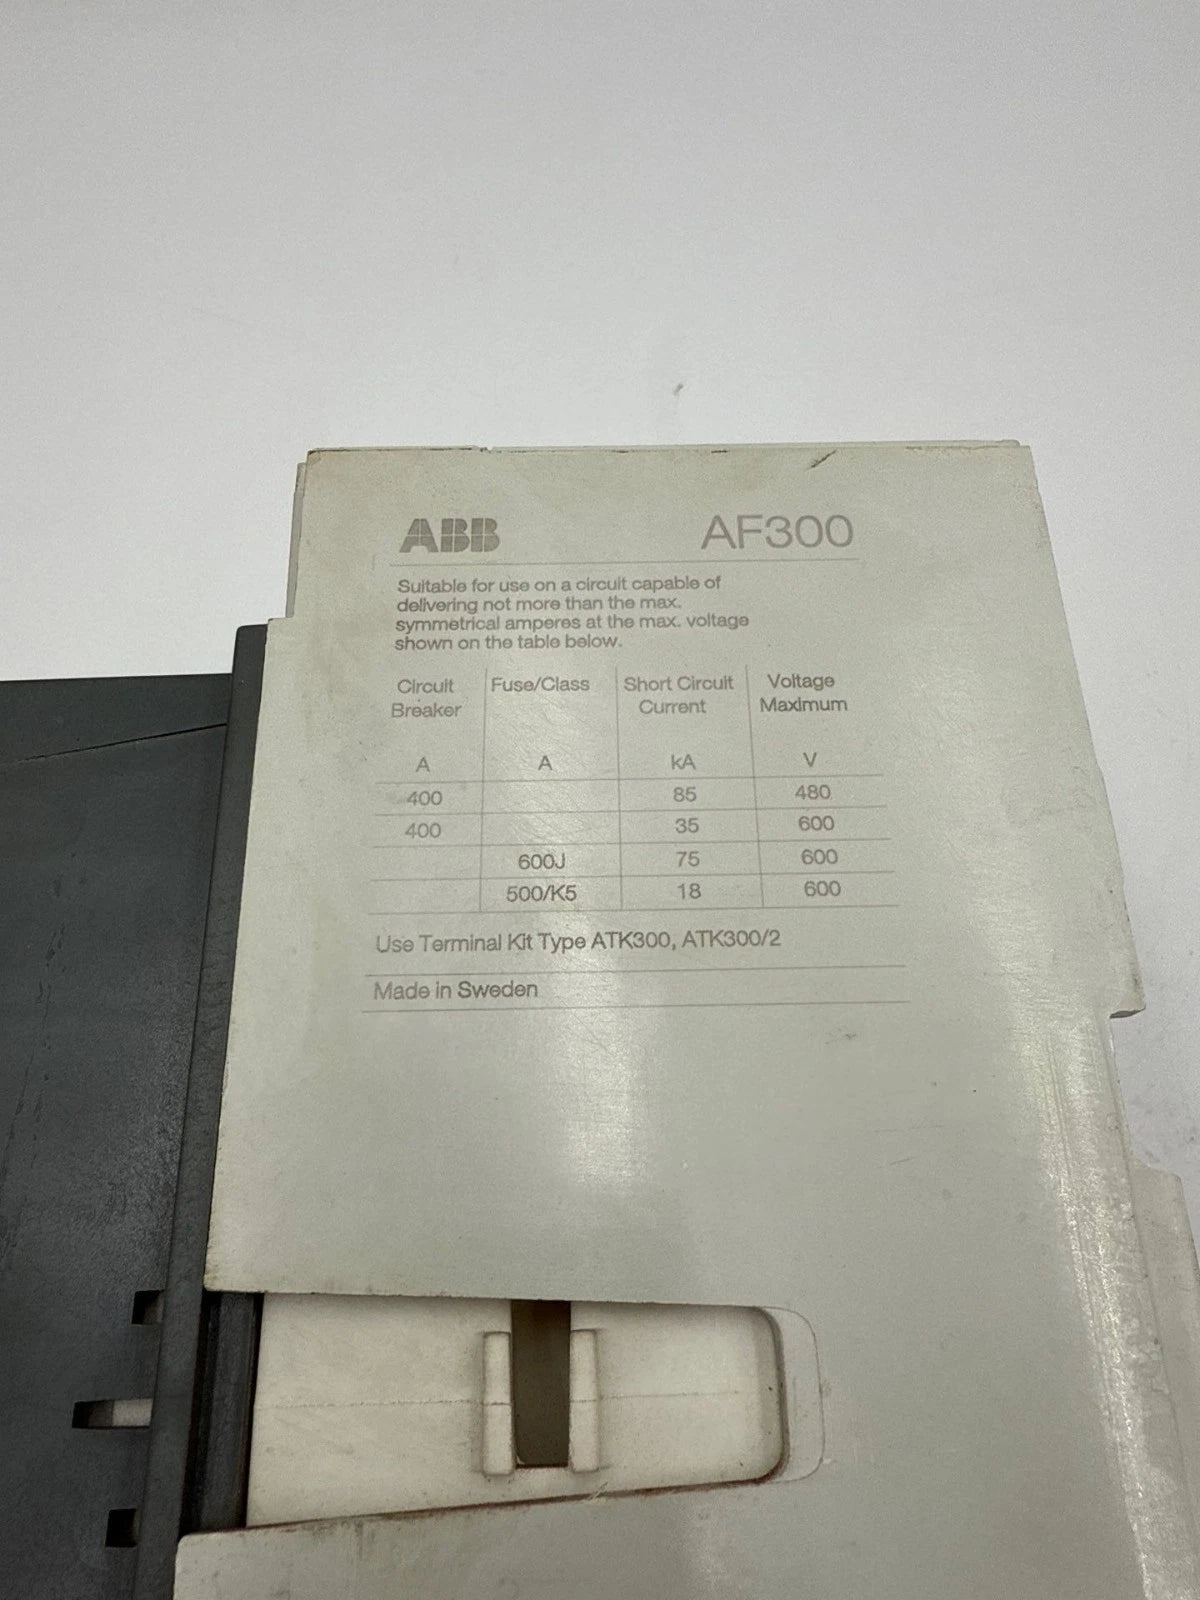 ABB AF300
Suitable for use on a circuit capable of
delivering not more than the max.
symmetrical amperes at the max. voltage
shown on the table below.
Circuit Fuse/Class Short Circuit Voltage
Breaker Current Maximum
A A kA V
400 85 480
400 35 600
600J 75 600
500/K5 18 600
Use Terminal Kit Type ATK300, ATK300/2
Made in Sweden